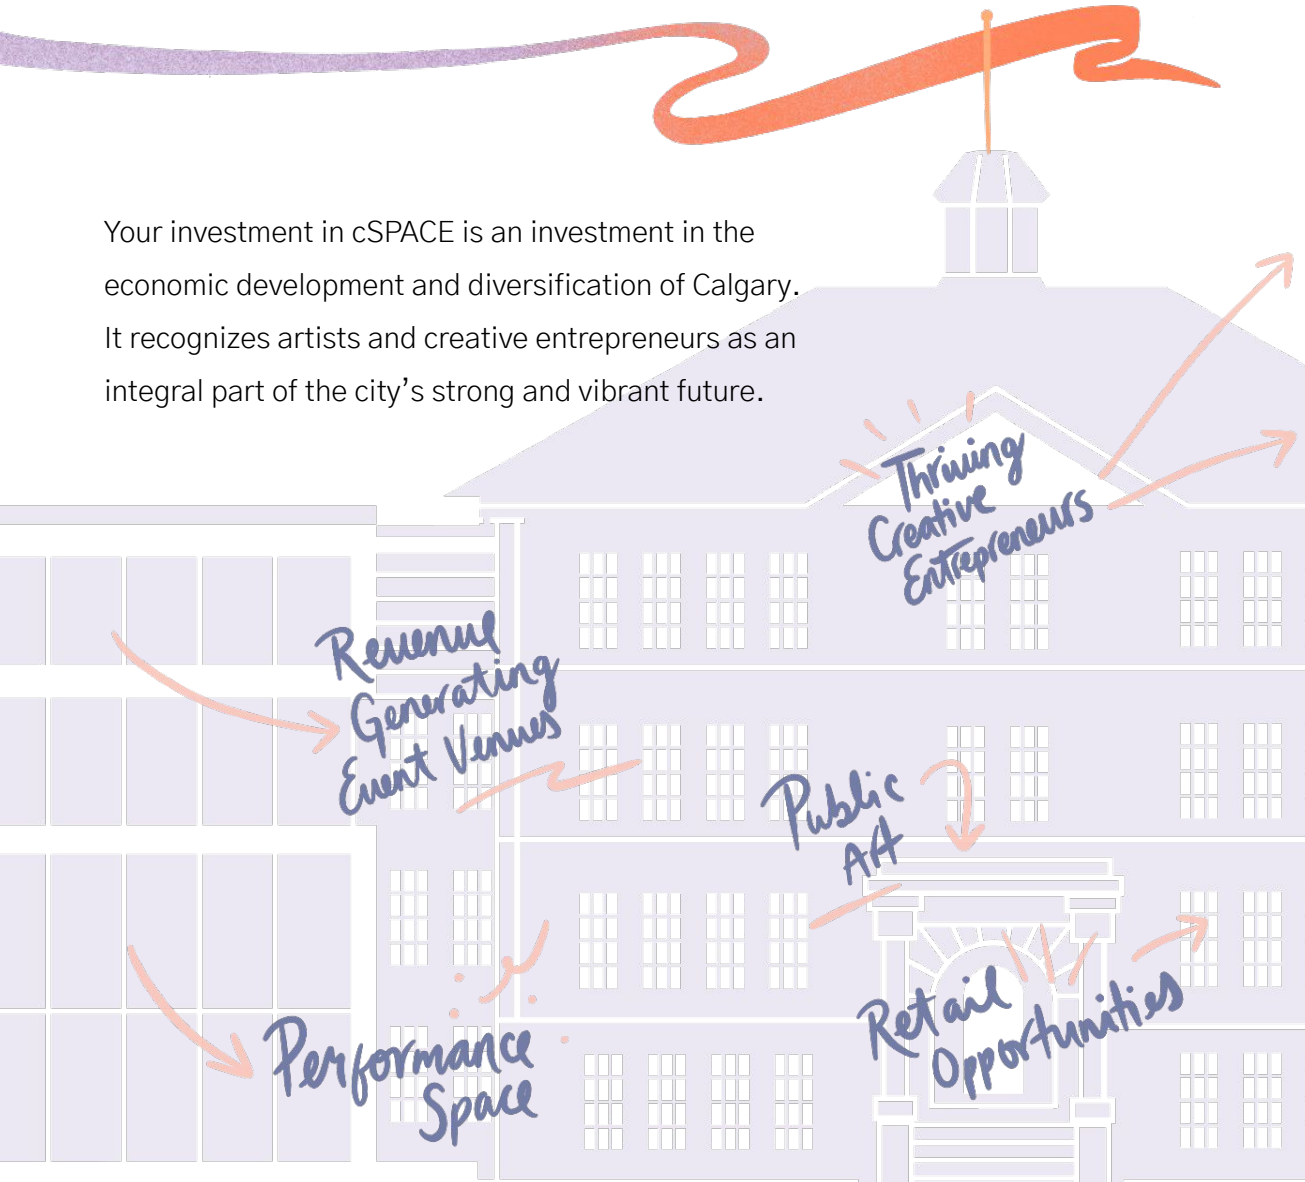 Your investment in cSPACE is an investment in the
economic development and diversification of Calgary.
It recognizes artists and creative entrepreneurs as an
integral part of the city’s strong and vibrant future.
Thriving
Creative
Entrepreneurs
Revenue
Generating
Event Venues
Public
Art
Retail
Opportunities
Performance
Space